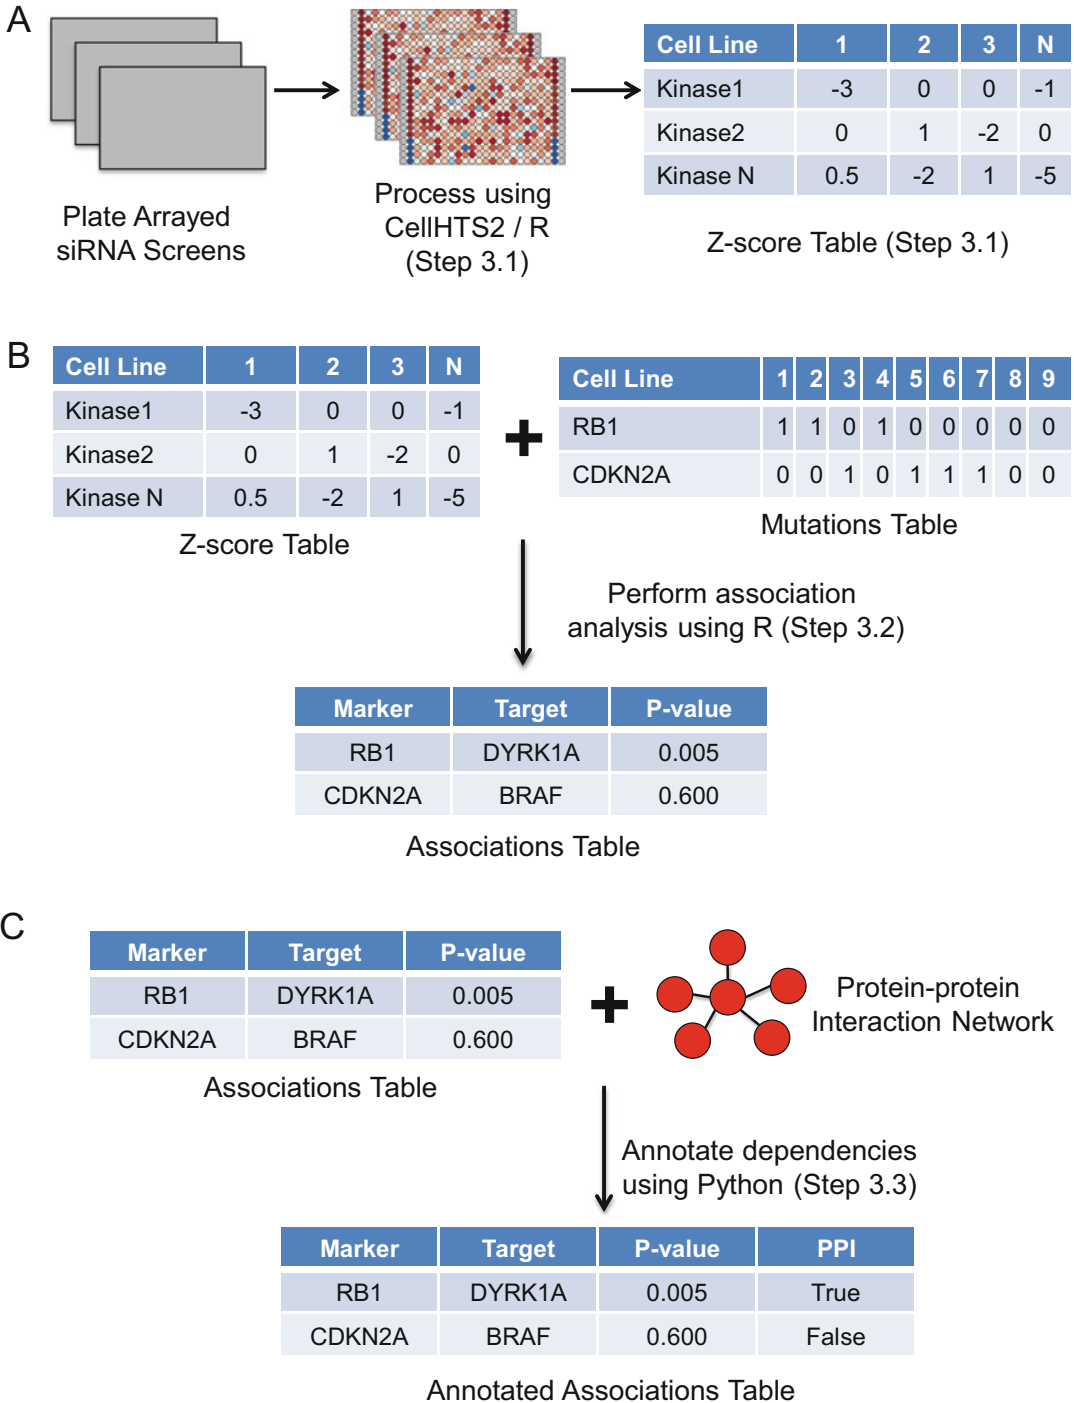 A
Plate Arrayed
siRNA Screens
Process using
CellHTS2 / R
(Step 3.1)
Cell Line 1 2 3 N
Kinase1 -3 0 0 -1
Kinase2 0 1 -2 0
Kinase N 0.5 -2 1 -5
Z-score Table (Step 3.1)
B
Cell Line 1 2 3 N
Kinase1 -3 0 0 -1
Kinase2 0 1 -2 0
Kinase N 0.5 -2 1 -5
Z-score Table
+
Cell Line 1 2 3 4 5 6 7 8 9
RB1 1 1 0 1 0 0 0 0 0
CDKN2A 0 0 1 0 1 1 1 0 0
Mutations Table
Perform association
analysis using R (Step 3.2)
Marker Target P-value
RB1 DYRK1A 0.005
CDKN2A BRAF 0.600
Associations Table
C
Marker Target P-value
RB1 DYRK1A 0.005
CDKN2A BRAF 0.600
Associations Table
+
Protein-protein
Interaction Network
Annotate dependencies
using Python (Step 3.3)
Marker Target P-value PPI
RB1 DYRK1A 0.005 True
CDKN2A BRAF 0.600 False
Annotated Associations Table